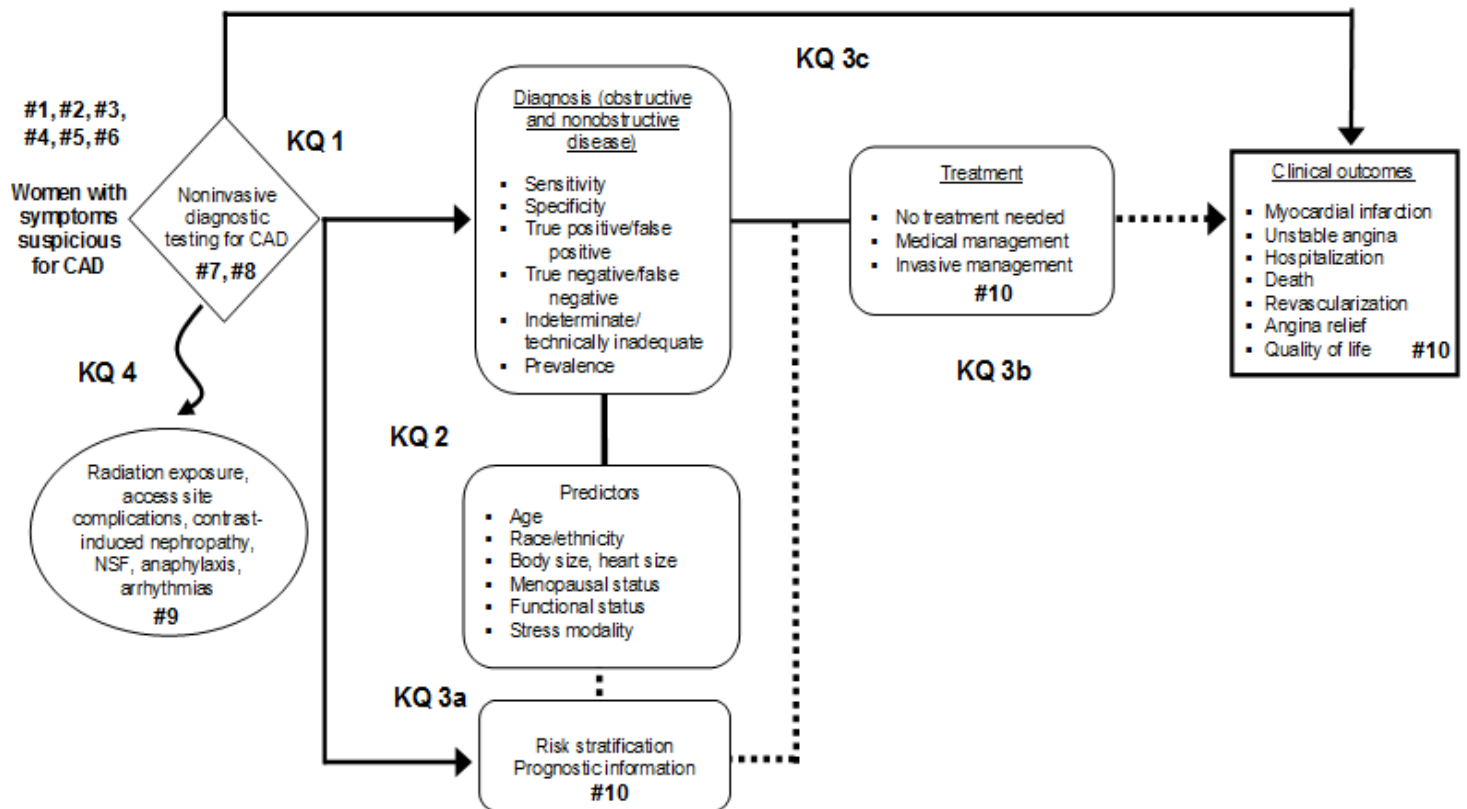 KQ 3c
#1, #2, #3,
#4, #5, #6
Women with
symptoms
suspicious
for CAD
KQ 1
Noninvasive
diagnostic
testing for CAD
#7, #8
Diagnosis (obstructive
and nonobstructive
disease)
▪ Sensitivity
▪ Specificity
▪ True positive/false
positive
▪ True negative/false
negative
▪ Indeterminate/
technically inadequate
▪ Prevalence
Treatment
▪ No treatment needed
▪ Medical management
▪ Invasive management
#10
Clinical outcomes
▪ Myocardial infarction
▪ Unstable angina
▪ Hospitalization
▪ Death
▪ Revascularization
▪ Angina relief
▪ Quality of life #10
KQ 3b
KQ 4
Radiation exposure,
access site
complications, contrast-
induced nephropathy,
NSF, anaphylaxis,
arrhythmias
#9
KQ 2
Predictors
▪ Age
▪ Race/ethnicity
▪ Body size, heart size
▪ Menopausal status
▪ Functional status
▪ Stress modality
KQ 3a
Risk stratification
Prognostic information
#10